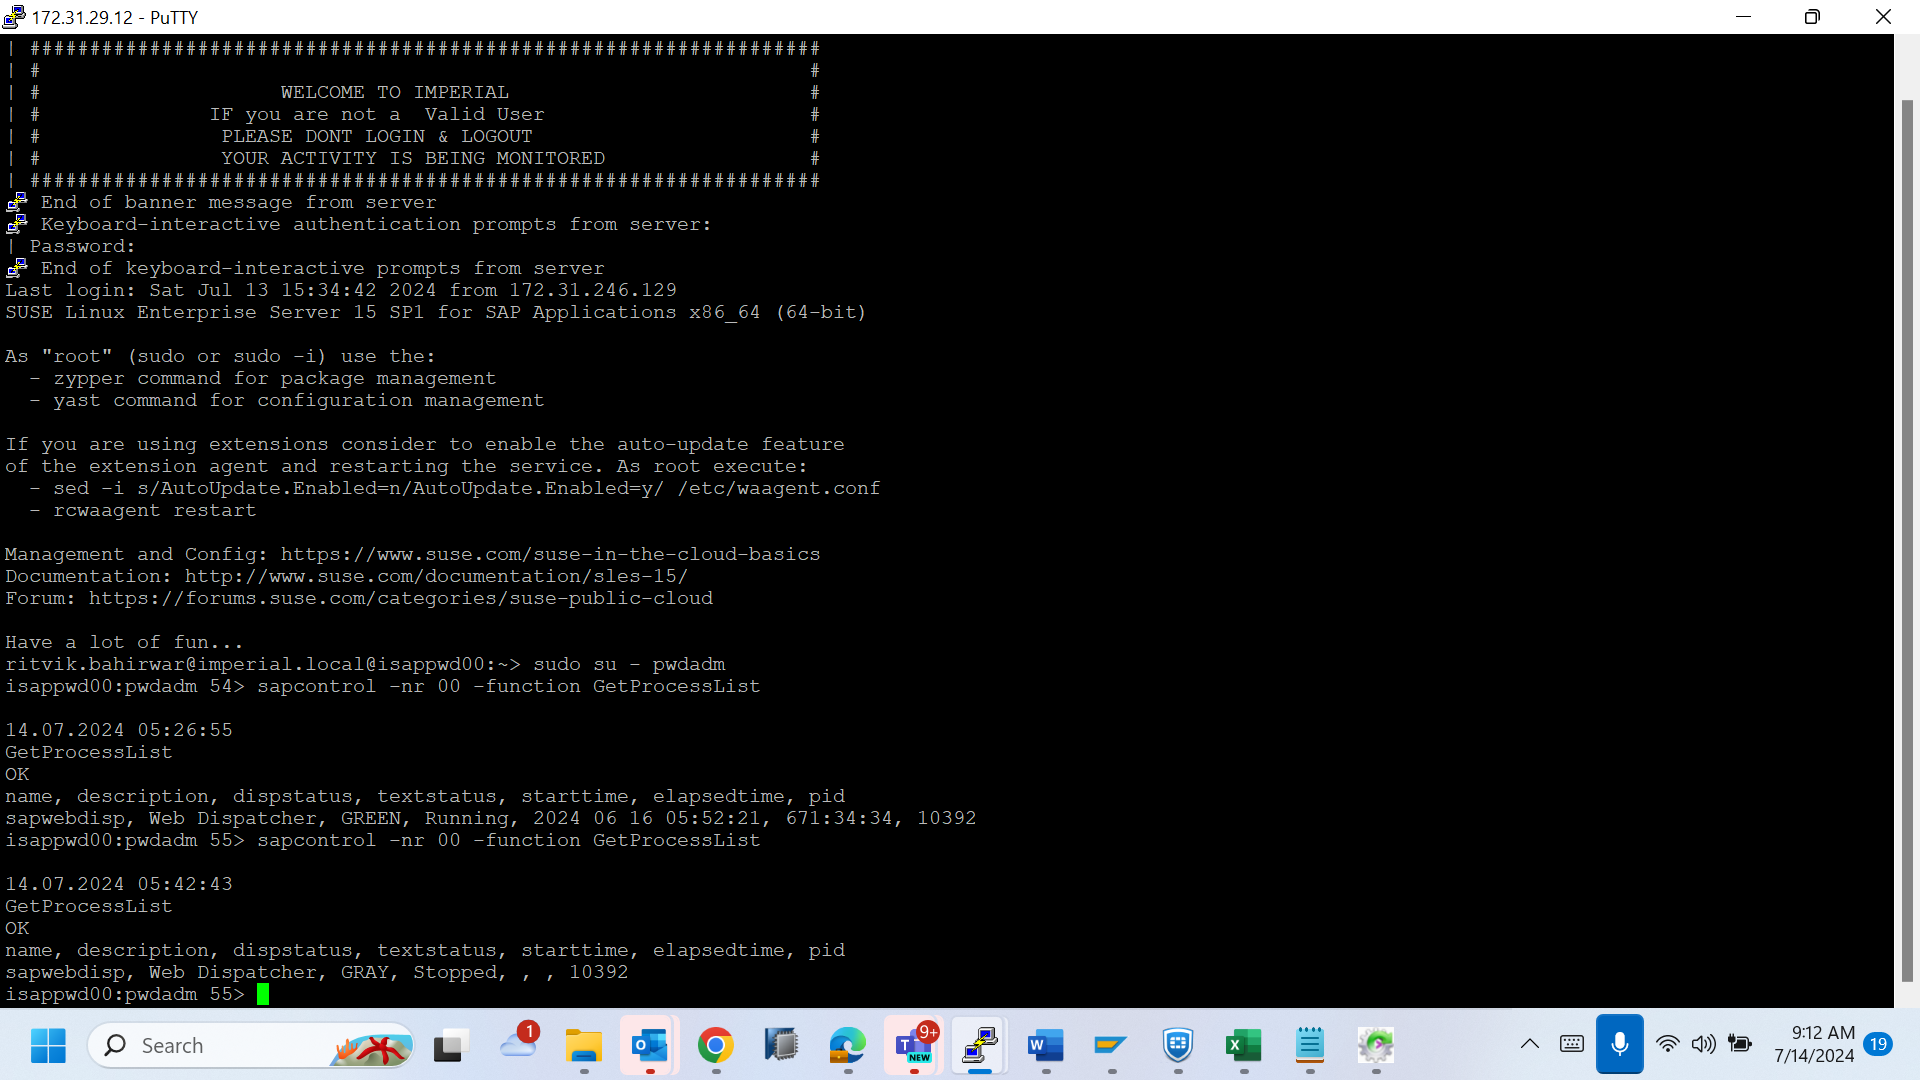 172.31.29.12 - PuTTY
| ##################################################################
| #                                                                 #
| #                    WELCOME TO IMPERIAL                         #
| #              IF you are not a  Valid User                      #
| #               PLEASE DONT LOGIN & LOGOUT                       #
| #               YOUR ACTIVITY IS BEING MONITORED                 #
| ##################################################################
End of banner message from server
Keyboard-interactive authentication prompts from server:
| Password:
End of keyboard-interactive prompts from server
Last login: Sat Jul 13 15:34:42 2024 from 172.31.246.129
SUSE Linux Enterprise Server 15 SP1 for SAP Applications x86_64 (64-bit)
As "root" (sudo or sudo -i) use the:
  - zypper command for package management
  - yast command for configuration management
If you are using extensions consider to enable the auto-update feature
of the extension agent and restarting the service. As root execute:
  - sed -i s/AutoUpdate.Enabled=n/AutoUpdate.Enabled=y/ /etc/waagent.conf
  - rcwaagent restart
Management and Config: https://www.suse.com/suse-in-the-cloud-basics
Documentation: http://www.suse.com/documentation/sles-15/
Forum: https://forums.suse.com/categories/suse-public-cloud
Have a lot of fun...
ritvik.bahirwar@imperial.local@isappwd00:~> sudo su - pwdadm
isappwd00:pwdadm 54> sapcontrol -nr 00 -function GetProcessList
14.07.2024 05:26:55
GetProcessList
OK
name, description, dispstatus, textstatus, starttime, elapsedtime, pid
sapwebdisp, Web Dispatcher, GREEN, Running, 2024 06 16 05:52:21, 671:34:34, 10392
isappwd00:pwdadm 55> sapcontrol -nr 00 -function GetProcessList
14.07.2024 05:42:43
GetProcessList
OK
name, description, dispstatus, textstatus, starttime, elapsedtime, pid
sapwebdisp, Web Dispatcher, GRAY, Stopped, , , 10392
isappwd00:pwdadm 55>
Search
1
9+
NEW
9:12 AM
7/14/2024
19